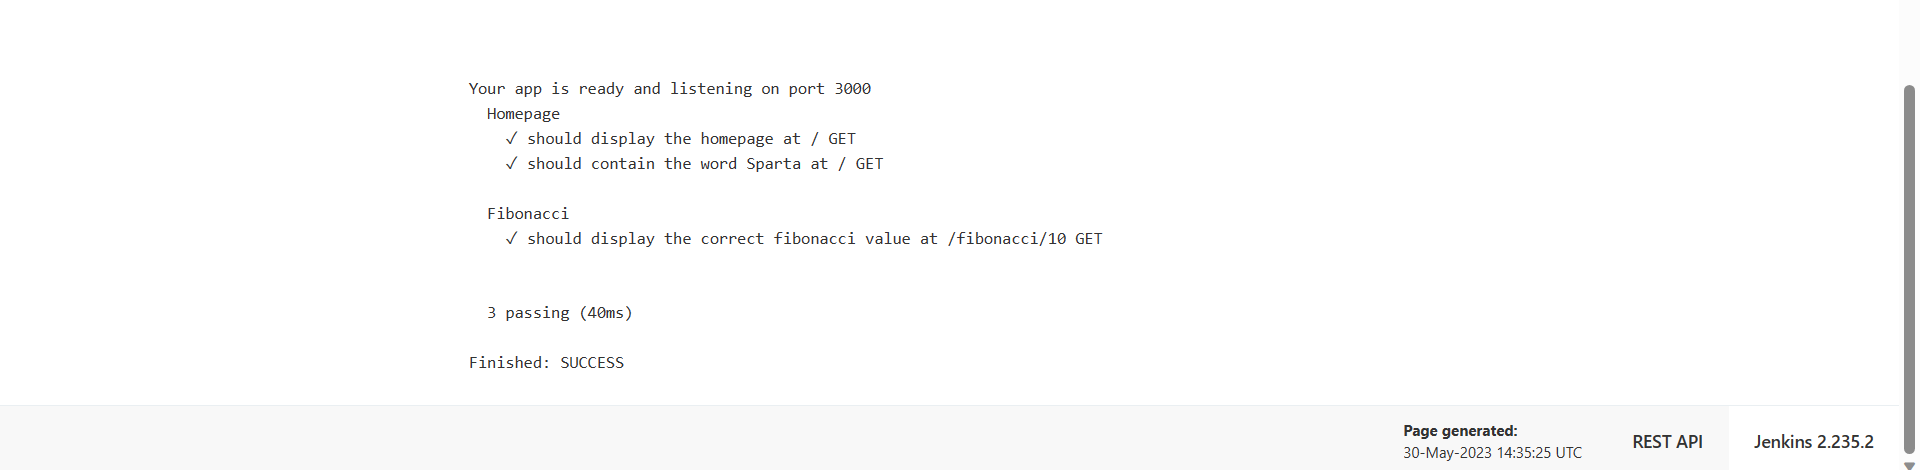 Your app is ready and listening on port 3000
Homepage
✓ should display the homepage at / GET
✓ should contain the word Sparta at / GET
Fibonacci
✓ should display the correct fibonacci value at /fibonacci/10 GET
3 passing (40ms)
Finished: SUCCESS
Page generated:
30-May-2023 14:35:25 UTC
REST API
Jenkins 2.235.2